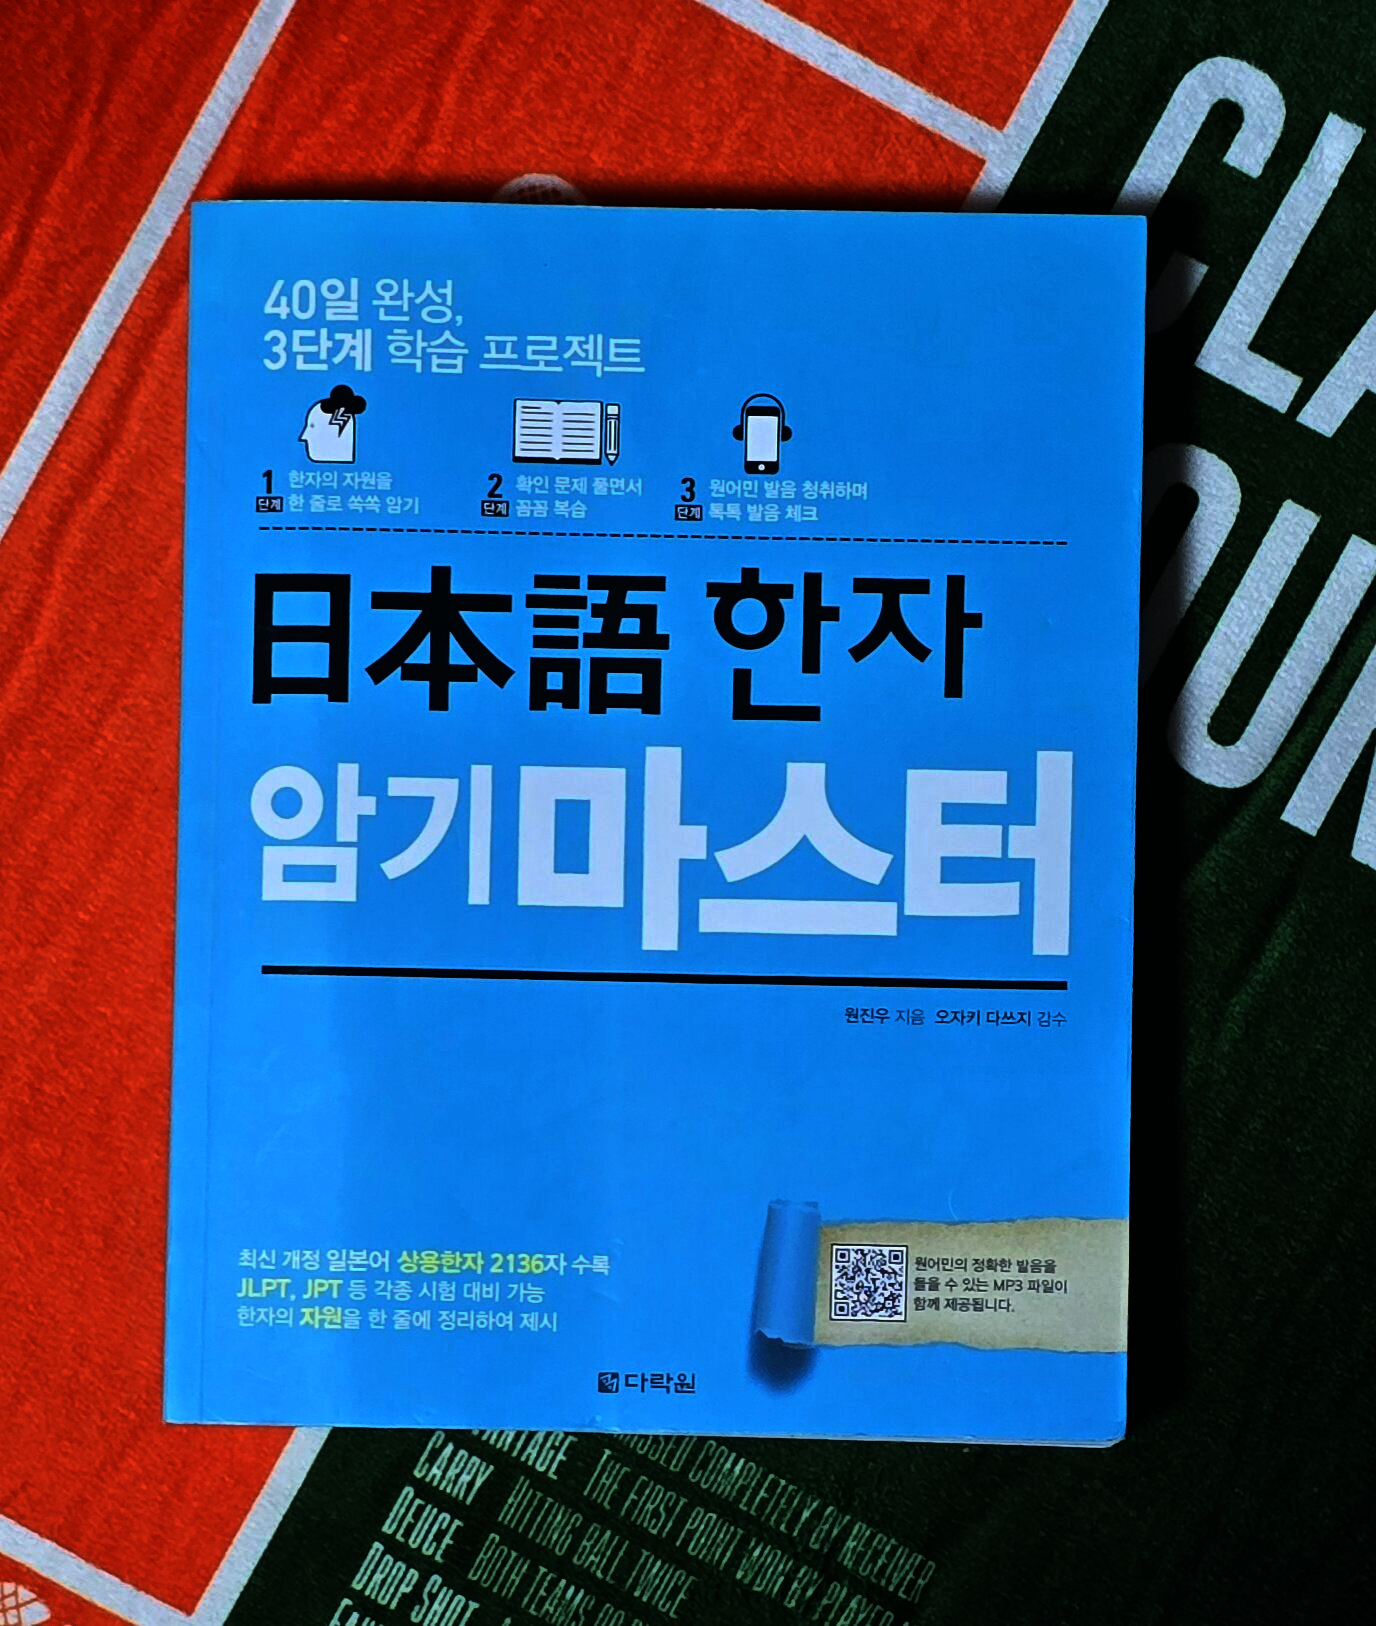 40일 완성,
3단계 학습 프로젝트
1단계 한자의 자원을
한 줄로 쏙쏙 암기
2단계 확인 문제 풀면서
꼼꼼 복습
3단계 원어민 발음 청취하며
톡톡 발음 체크
日本語 한자
암기마스터
원진우 지음 오자키 다쓰지 감수
최신 개정 일본어 상용한자 2136자 수록
JLPT, JPT 등 각종 시험 대비 가능
한자의 자원을 한 줄에 정리하여 제시
원어민의 정확한 발음을
들을 수 있는 MP3 파일이
함께 제공됩니다.
다락원
COMPLETELY BY RECEIVER
CARRY HITTING BALL TWICE
THE FIRST POINT WON BY PLAYER
DEUCE BOTH TEAMS
DROP SHOT